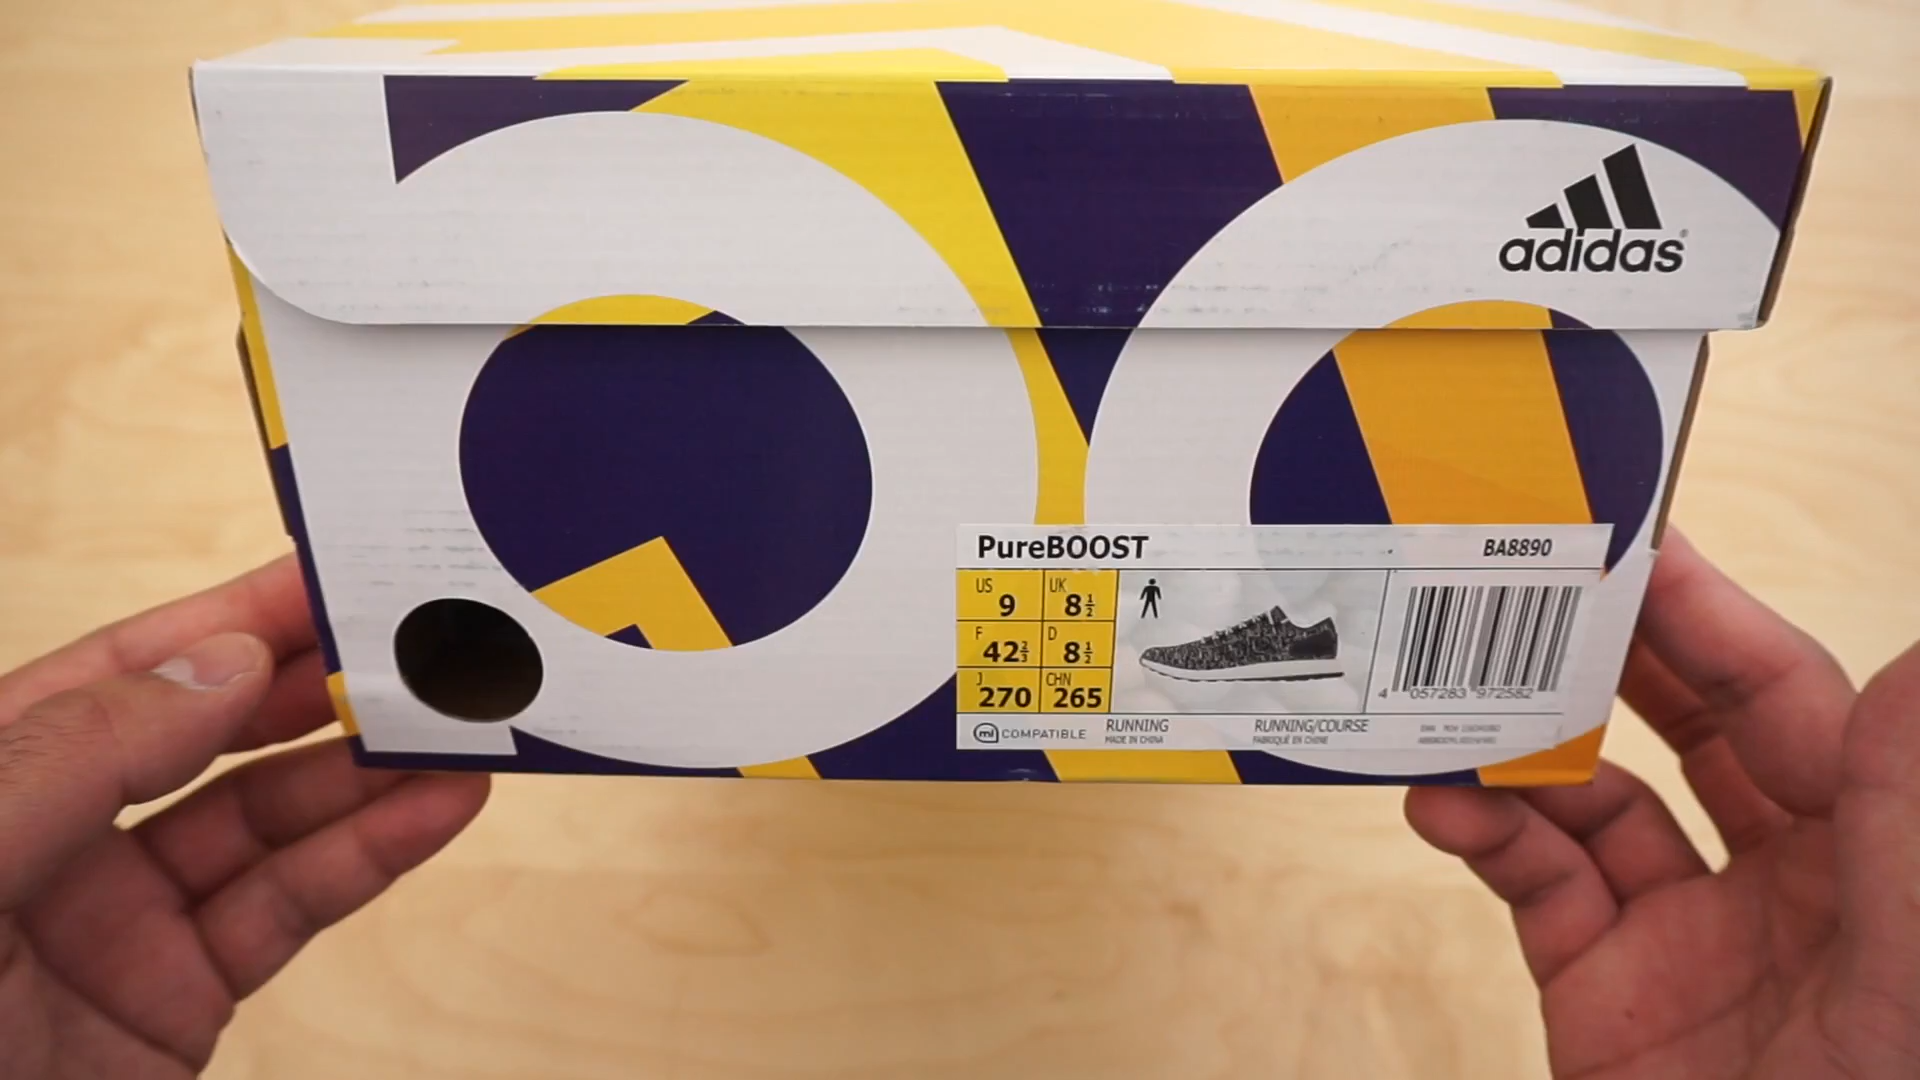 adidas®
PureBOOST BA8890
US 9 UK 8½
F 42⅔ D 8½
J 270 CHN 265
4 057283 972582
mi COMPATIBLE RUNNING RUNNING/COURSE
MADE IN CHINA FABRIQUÉ EN CHINE